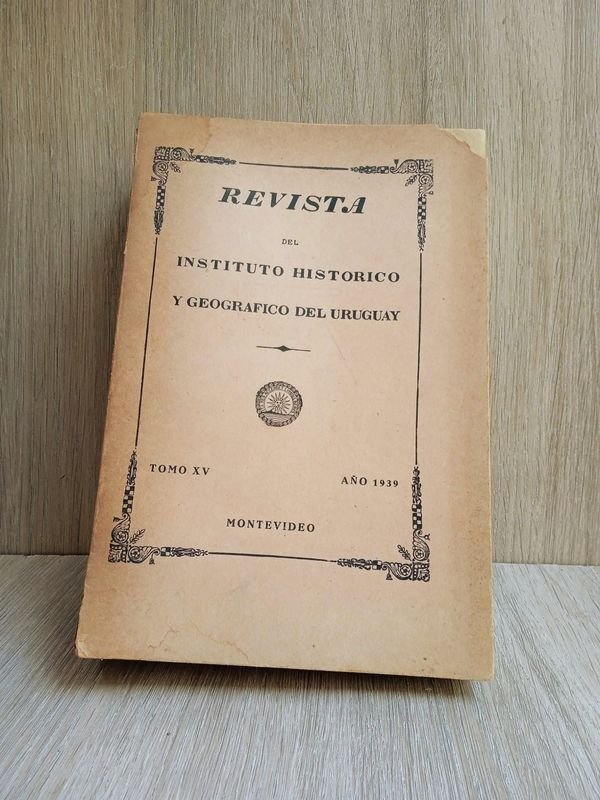 REVISTA
DEL
INSTITUTO HISTORICO
Y GEOGRAFICO DEL URUGUAY
TOMO XV
AÑO 1939
MONTEVIDEO